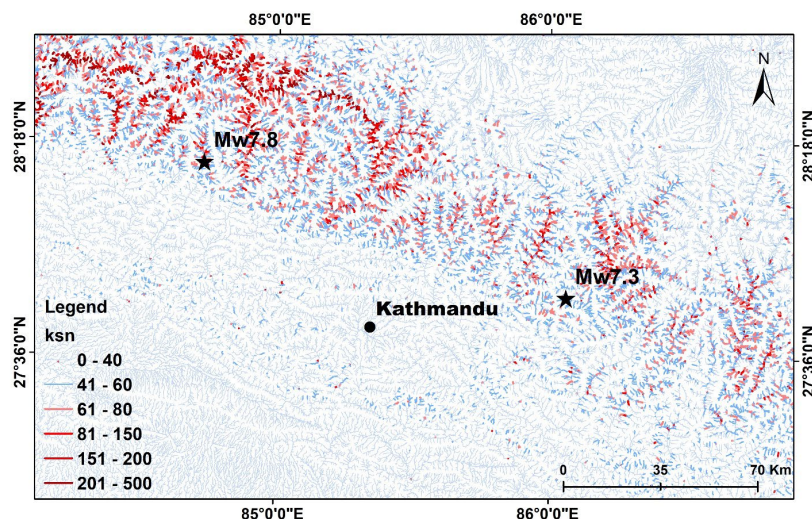 85°0'0"E 86°0'0"E
N
28°18'0"N 28°18'0"N
Mw7.8
Mw7.3
Kathmandu
27°36'0"N 27°36'0"N
Legend
ksn
0 - 40
41 - 60
61 - 80
81 - 150
151 - 200
201 - 500
0 35 70 Km
85°0'0"E 86°0'0"E